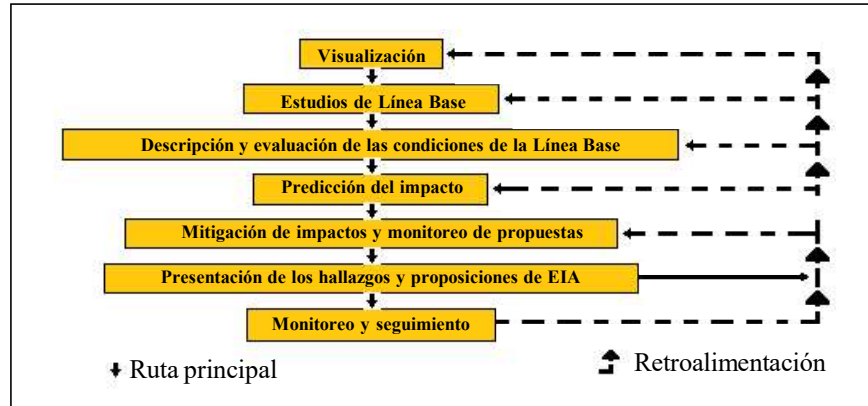 Visualización
Estudios de Línea Base
Descripción y evaluación de las condiciones de la Línea Base
Predicción del impacto
Mitigación de impactos y monitoreo de propuestas
Presentación de los hallazgos y proposiciones de EIA
Monitoreo y seguimiento
Ruta principal
Retroalimentación